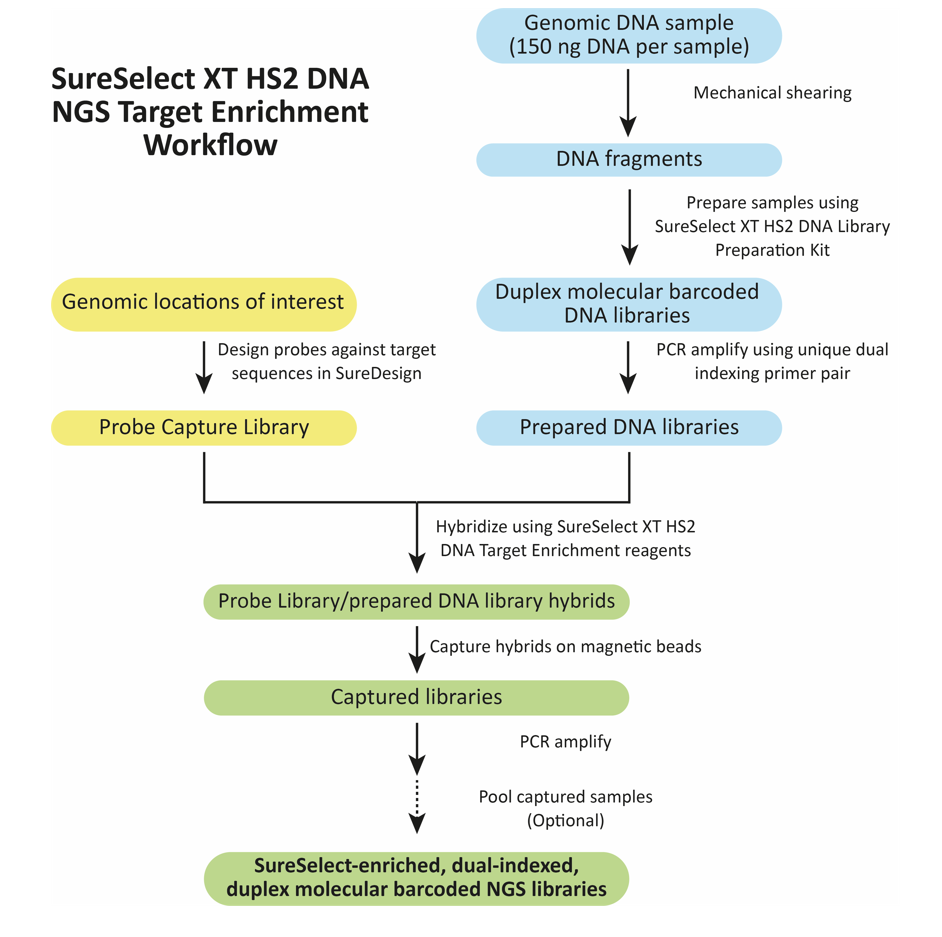 SureSelect XT HS2 DNA
NGS Target Enrichment
Workflow
Genomic DNA sample
(150 ng DNA per sample)
Mechanical shearing
DNA fragments
Prepare samples using
SureSelect XT HS2 DNA Library
Preparation Kit
Genomic locations of interest
Duplex molecular barcoded
DNA libraries
Design probes against target
sequences in SureDesign
PCR amplify using unique dual
indexing primer pair
Probe Capture Library
Prepared DNA libraries
Hybridize using SureSelect XT HS2
DNA Target Enrichment reagents
Probe Library/prepared DNA library hybrids
Capture hybrids on magnetic beads
Captured libraries
PCR amplify
Pool captured samples
(Optional)
SureSelect-enriched, dual-indexed,
duplex molecular barcoded NGS libraries